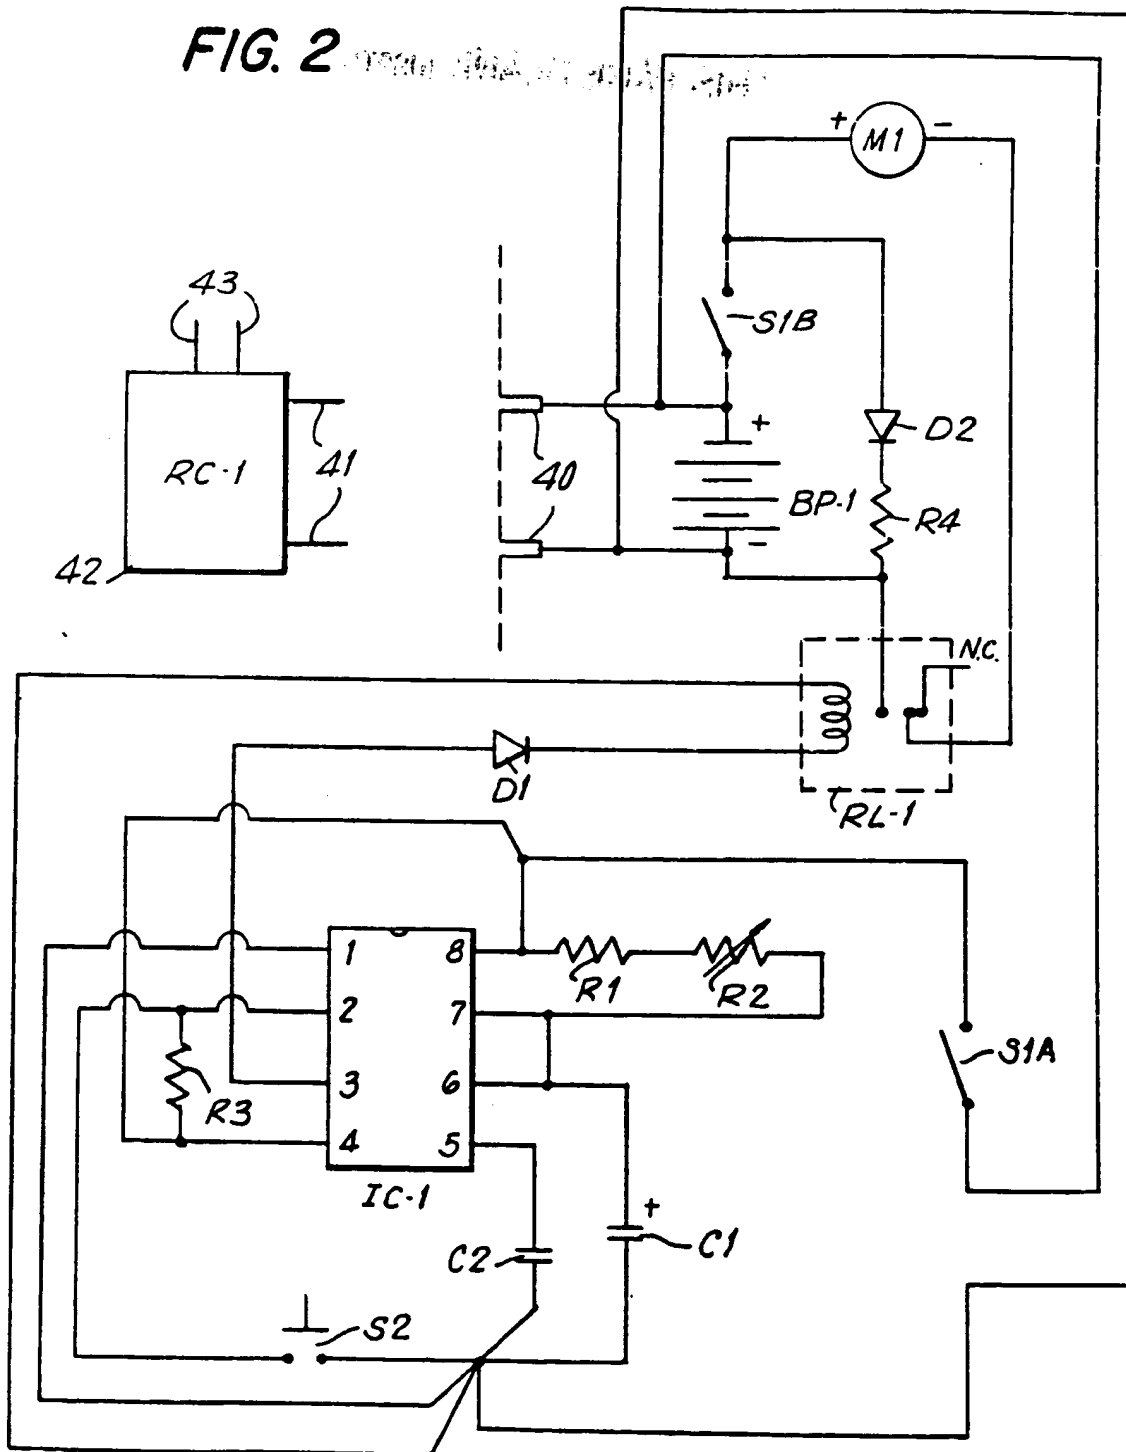 FIG. 2
+ M1 -
43
S1B
RC-1
41
40
+
D2
BP-1
R4
-
42
N.C.
D1
RL-1
1 8
R1
R2
2 7
S1A
3 6
R3
4 5
IC-1
+
C2
C1
S2